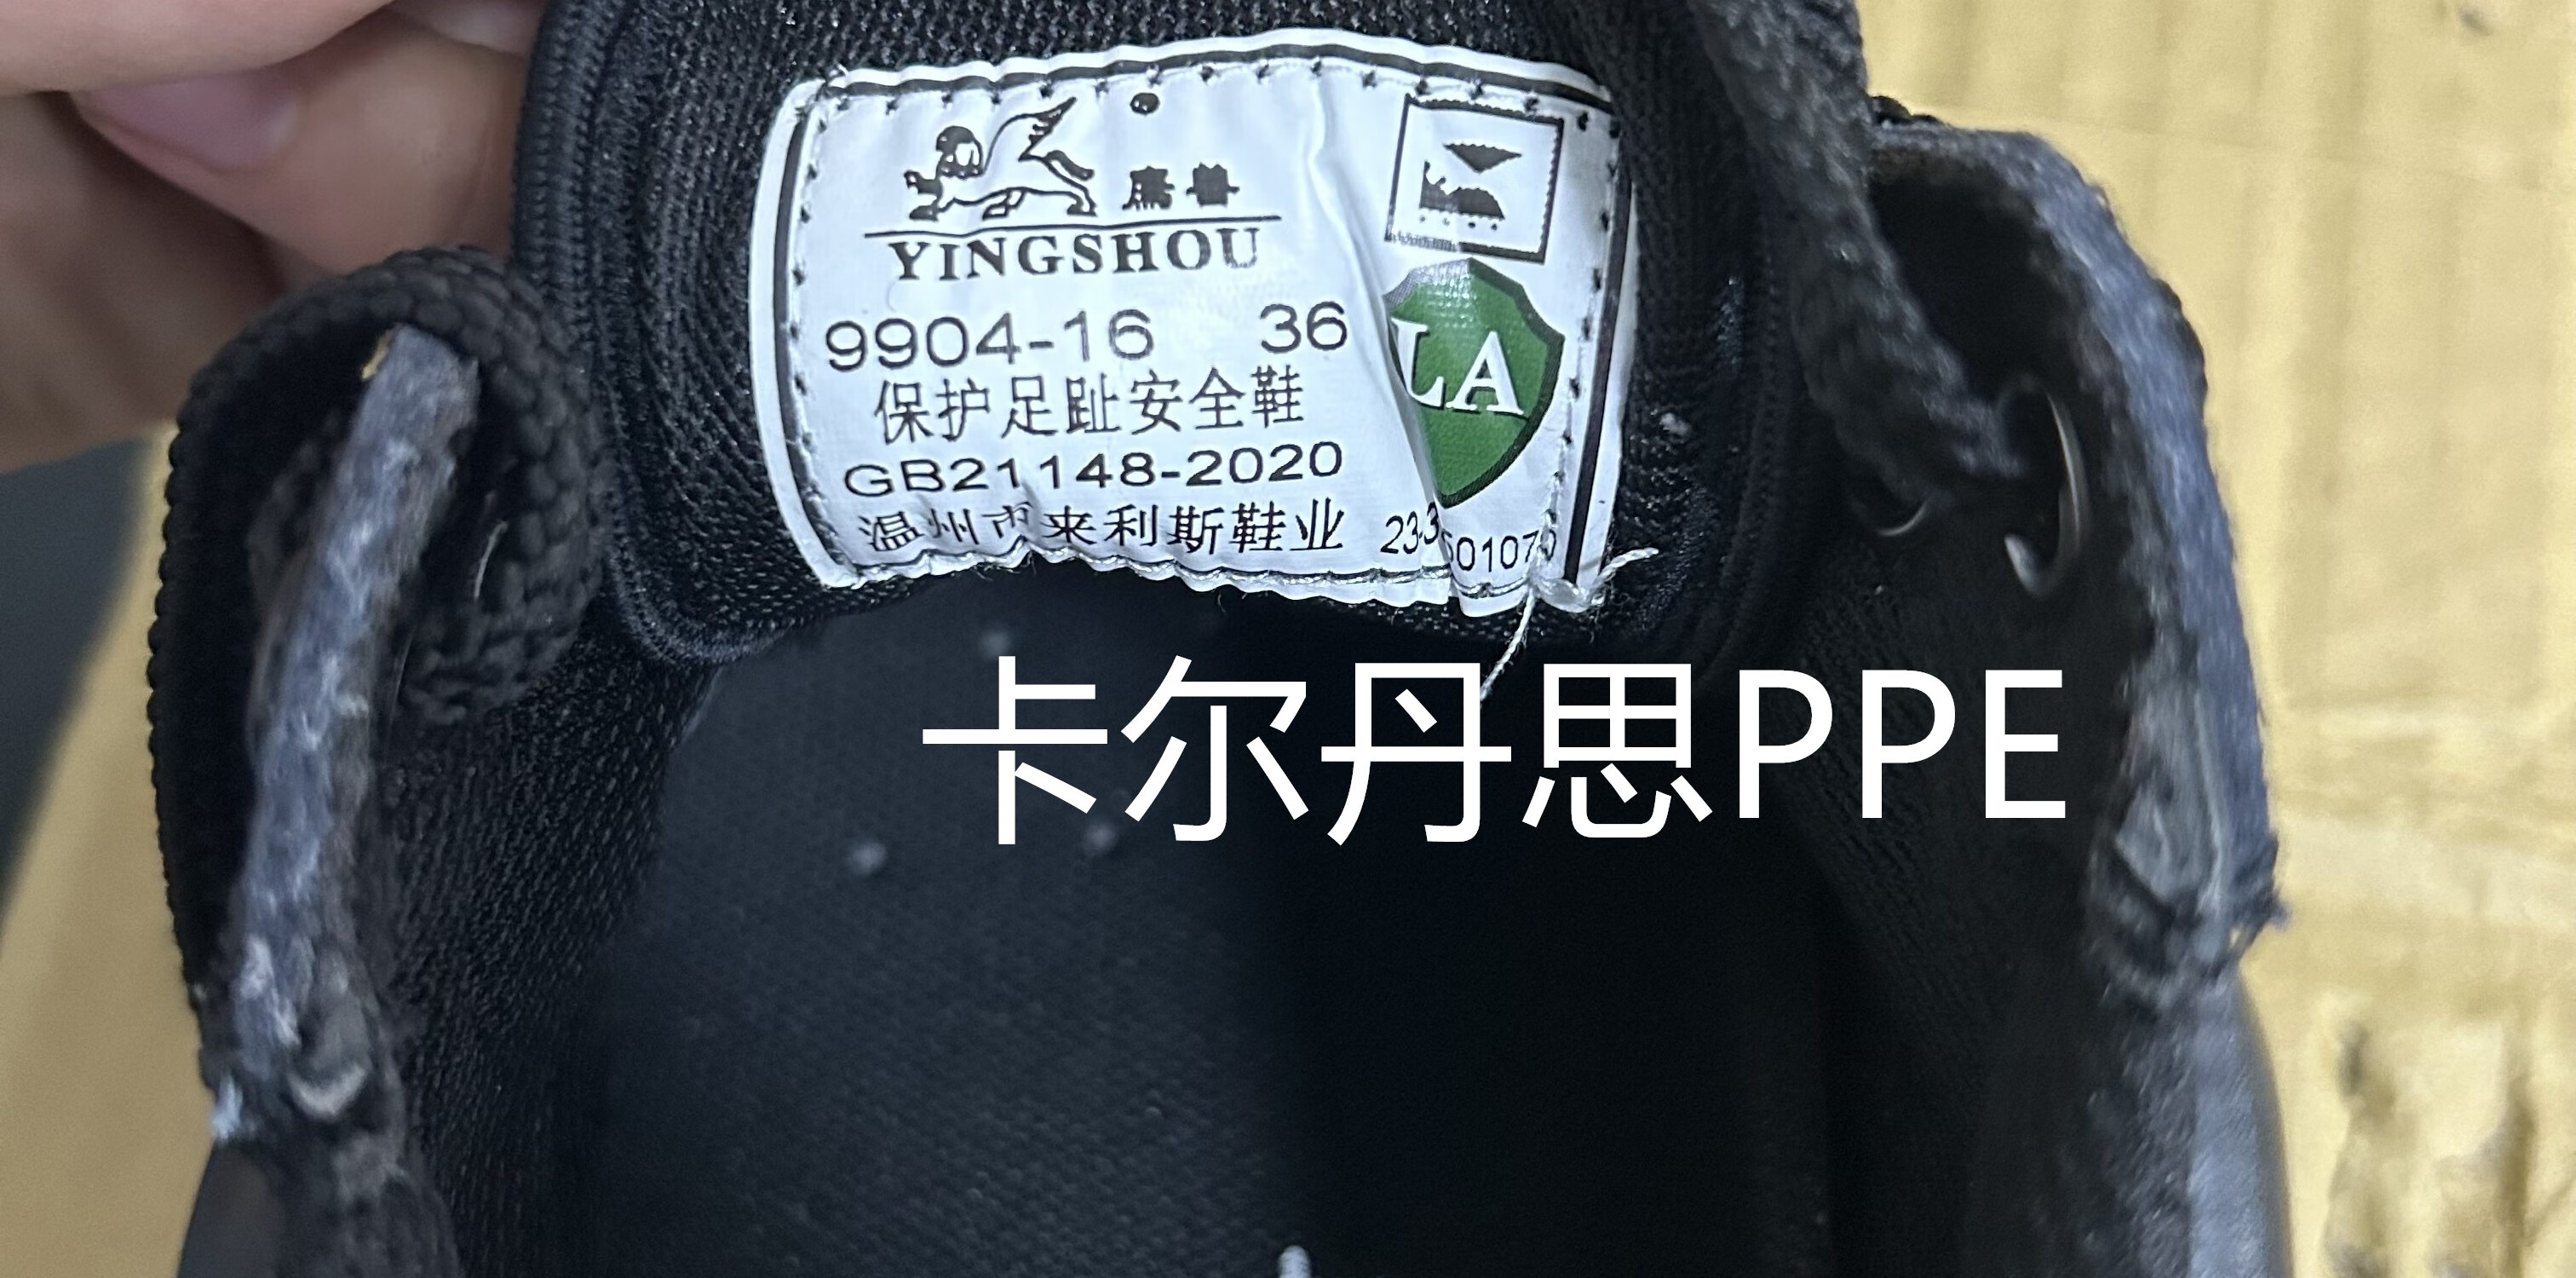 鹰兽
YINGSHOU
9904-16 36
保护足趾安全鞋
GB21148-2020
温州市来利斯鞋业
LA
卡尔丹思PPE